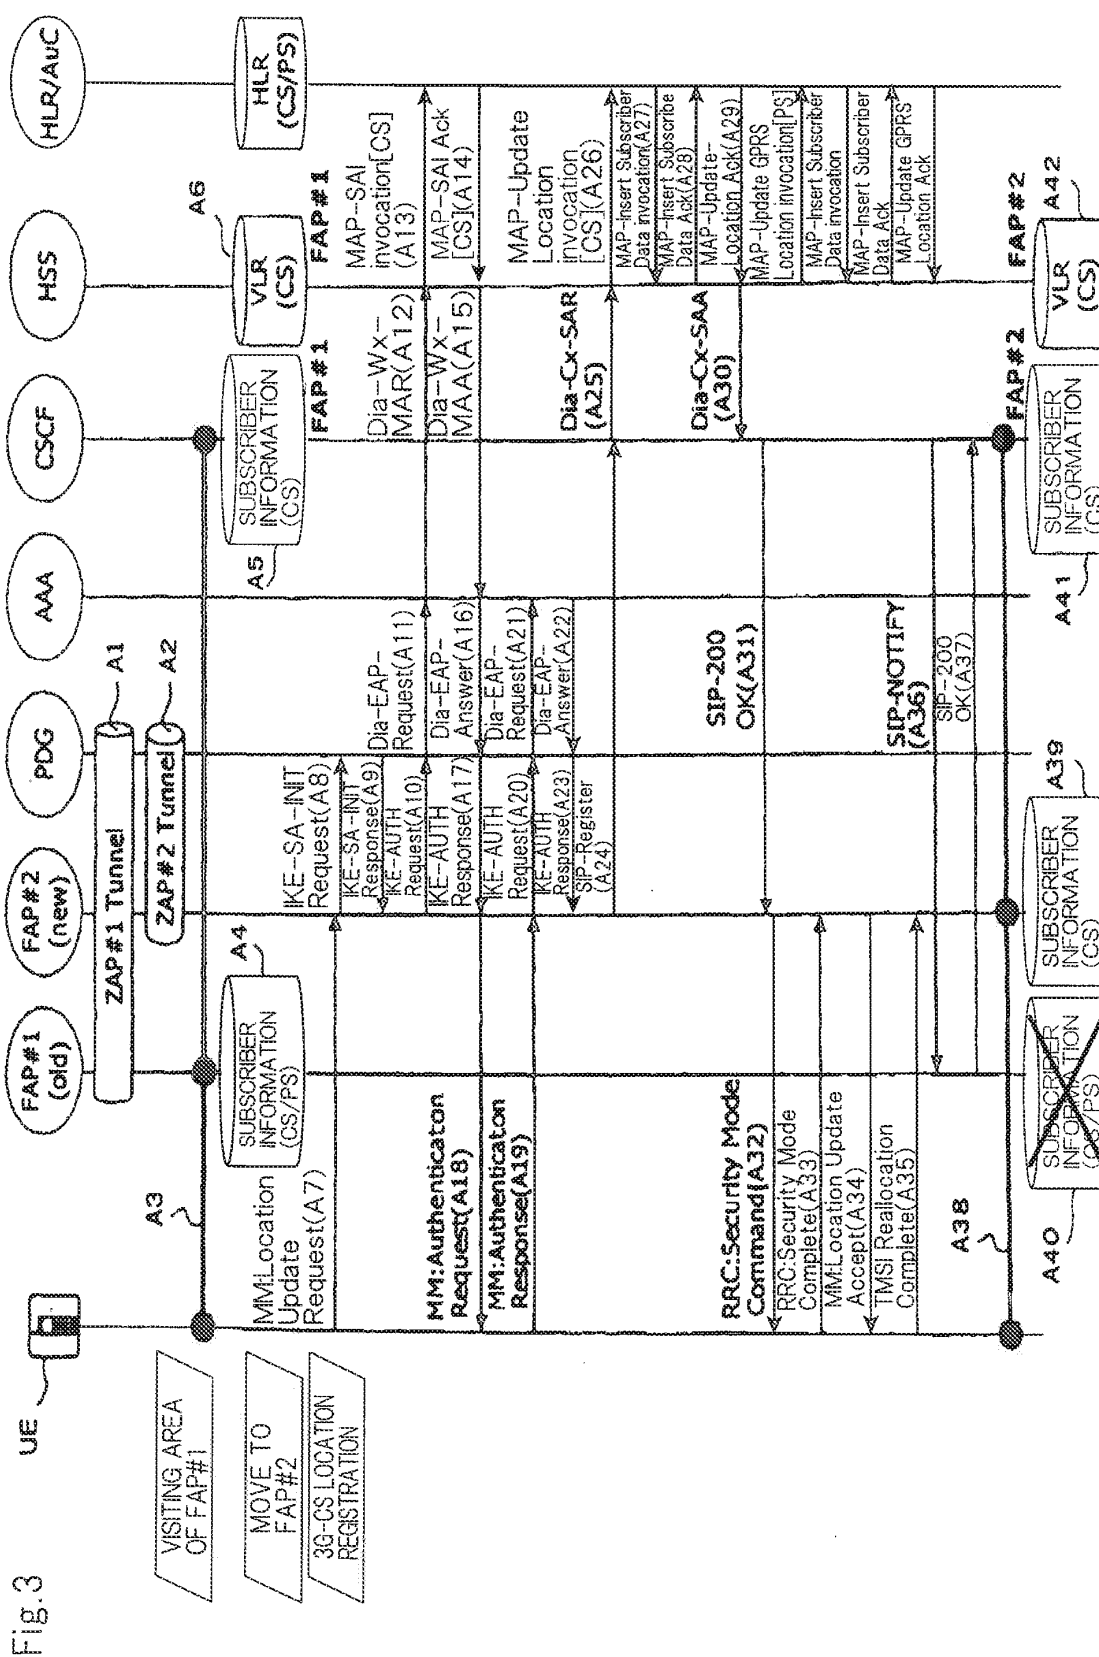 Fig.3
UE
FAP#1
(old)
FAP#2
(new)
PDG
AAA
CSCF
HSS
HLR/AuC
ZAP#1 Tunnel
A1
ZAP#2 Tunnel
A2
VISITING AREA
OF FAP#1
A3
MOVE TO
FAP#2
SUBSCRIBER
INFORMATION
(CS/PS)
A4
A5
SUBSCRIBER
INFORMATION
(CS)
FAP#1
VLR
(CS)
A6
FAP#1
HLR
(CS/PS)
3G-CS LOCATION
REGISTRATION
MM:Location
Update
Request(A7)
IKE-SA-INIT
Request(A8)
IKE-SA-INIT
Response(A9)
IKE-AUTH
Request(A10)
Dia-EAP-
Request(A11)
Dia-Wx-
MAR(A12)
MAP-SAI
invocation[CS]
(A13)
MAP-SAI Ack
[CS](A14)
Dia-Wx-
MAA(A15)
Dia-EAP-
Answer(A16)
IKE-AUTH
Response(A17)
MM:Authenticaton
Request(A18)
MM:Authenticaton
Response(A19)
IKE-AUTH
Request(A20)
Dia-EAP-
Request(A21)
Dia-EAP-
Answer(A22)
IKE-AUTH
Response(A23)
SIP-Register
(A24)
Dia-Cx-SAR
(A25)
MAP-Update
Location
invocation
[CS](A26)
MAP-Insert Subscriber
Data invocation(A27)
MAP-Insert Subscribe
Data Ack(A28)
MAP-Update-
Location Ack(A29)
Dia-Cx-SAA
(A30)
MAP-Update GPRS
Location invocation[PS]
MAP-Insert Subscriber
Data invocation
MAP-Insert Subscriber
Data Ack
MAP-Update GPRS
Location Ack
SIP-200
OK(A31)
RRC:Security Mode
Command(A32)
RRC:Security Mode
Complete(A33)
MM:Location Update
Accept(A34)
TMSI Reallocation
Complete(A35)
SIP-NOTIFY
(A36)
SIP-200
OK(A37)
A38
A40
SUBSCRIBER
INFORMATION
(CS/PS)
SUBSCRIBER
INFORMATION
(CS)
A39
A41
SUBSCRIBER
INFORMATION
(CS)
FAP#2
VLR
(CS)
FAP#2
A42